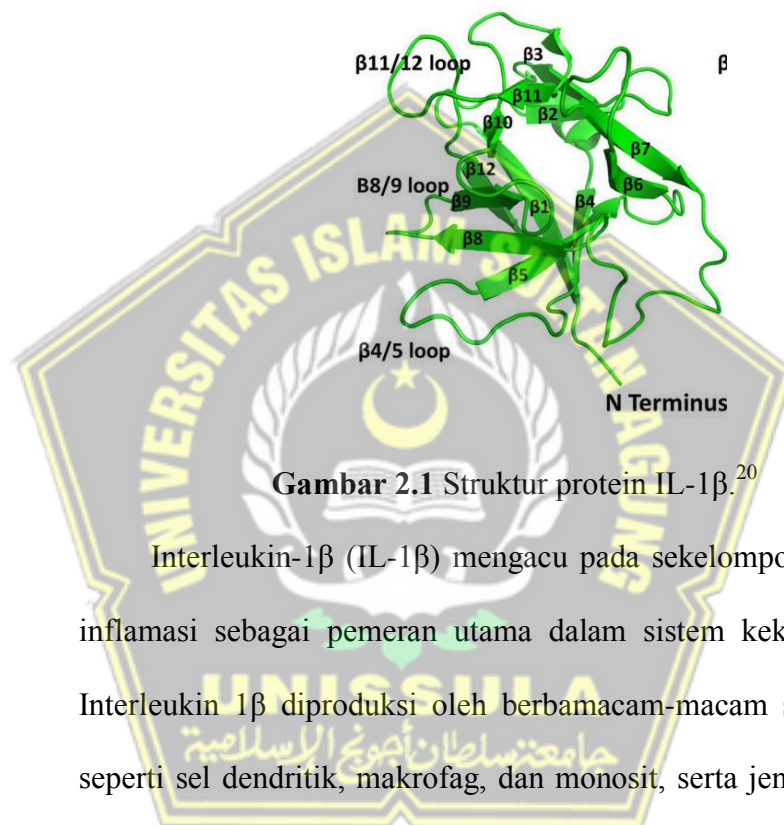 β3
β11/12 loop
β
β11
β2
β10
β7
β12
β6
B8/9 loop
β9
β1
β4
β8
β5
β4/5 loop
N Terminus
UNIVERSITAS ISLAM SULTAN AGUNG
Gambar 2.1 Struktur protein IL-1β.20
Interleukin-1β (IL-1β) mengacu pada
inflamasi sebagai pemeran utama dalam sistem
Interleukin 1β diproduksi oleh berbamacam-macam
seperti sel dendritik, makrofag, dan monosit, serta
UNISSULA
جامعتسلطان أجونج الإسلامية